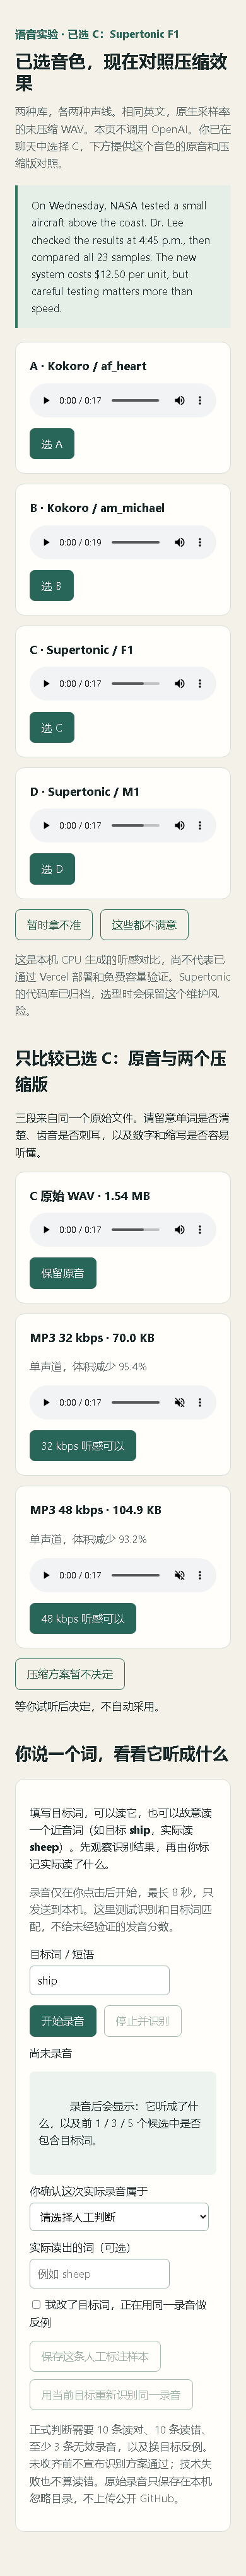 语音实验 · 已选 C：Supertonic F1
已选音色，现在对照压缩效
果
两种库，各两种声线。相同英文，原生采样率
的未压缩 WAV。本页不调用 OpenAI。你已在
聊天中选择 C，下方提供这个音色的原音和压
缩版对照。
On Wednesday, NASA tested a small
aircraft above the coast. Dr. Lee
checked the results at 4:45 p.m., then
compared all 23 samples. The new
system costs $12.50 per unit, but
careful testing matters more than
speed.
A · Kokoro / af_heart
0:00 / 0:17
选 A
B · Kokoro / am_michael
0:00 / 0:19
选 B
C · Supertonic / F1
0:00 / 0:17
选 C
D · Supertonic / M1
0:00 / 0:17
选 D
暂时拿不准 这些都不满意
这是本机 CPU 生成的听感对比，尚不代表已
通过 Vercel 部署和免费容量验证。Supertonic
的代码库已归档，选型时会保留这个维护风
险。
只比较已选 C：原音与两个压
缩版
三段来自同一个原始文件。请留意单词是否清
楚、齿音是否刺耳，以及数字和缩写是否容易
听懂。
C 原始 WAV · 1.54 MB
0:00 / 0:17
保留原音
MP3 32 kbps · 70.0 KB
单声道，体积减少 95.4%
0:00 / 0:17
32 kbps 听感可以
MP3 48 kbps · 104.9 KB
单声道，体积减少 93.2%
0:00 / 0:17
48 kbps 听感可以
压缩方案暂不决定
等你试听后决定，不自动采用。
你说一个词，看看它听成什么
填写目标词，可以读它，也可以故意读
一个近音词（如目标 ship，实际读
sheep）。先观察识别结果，再由你标
记实际读了什么。
录音仅在你点击后开始，最长 8 秒，只
发送到本机。这里测试识别和目标词匹
配，不给未经验证的发音分数。
目标词 / 短语
ship
开始录音 停止并识别
尚未录音
录音后会显示：它听成了什
么，以及前 1 / 3 / 5 个候选中是否
包含目标词。
你确认这次实际录音属于
请选择人工判断
实际读出的词（可选）
例如 sheep
我改了目标词，正在用同一录音做
反例
保存这条人工标注样本
用当前目标重新识别同一录音
正式判断需要 10 条读对、10 条读错、
至少 3 条无效录音，以及换目标反例。
未收齐前不宣布识别方案通过；技术失
败也不算读错。原始录音只保存在本机
忽略目录，不上传公开 GitHub。